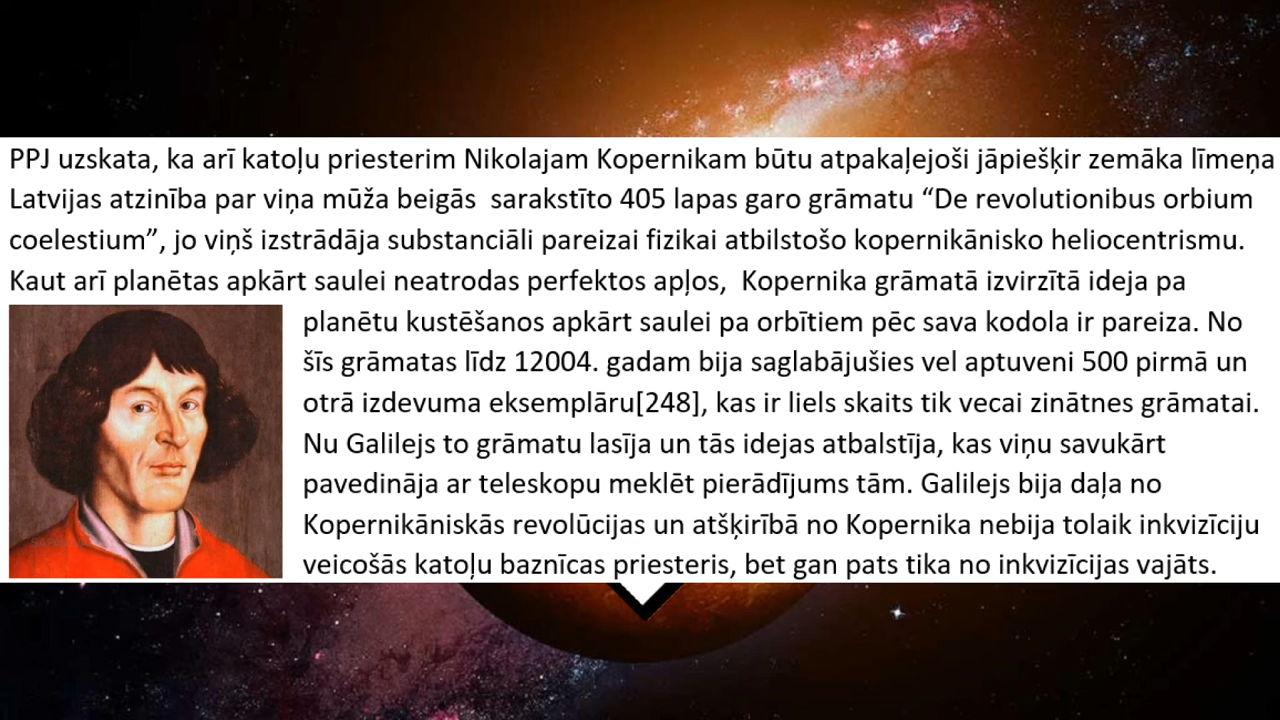 PPJ uzskata, ka arī katoļu priesterim Nikolajam Kopernikam būtu atpakaļejoši jāpiešķir zemāka līmeņa
Latvijas atzinība par viņa mūža beigās  sarakstīto 405 lapas garo grāmatu “De revolutionibus orbium
coelestium”, jo viņš izstrādāja substanciāli pareizai fizikai atbilstošo kopernikānisko heliocentrismu.
Kaut arī planētas apkārt saulei neatrodas perfektos apļos,  Kopernika grāmatā izvirzītā ideja pa
planētu kustēšanos apkārt saulei pa orbītiem pēc sava kodola ir pareiza. No
šīs grāmatas līdz 12004. gadam bija saglabājušies vel aptuveni 500 pirmā un
otrā izdevuma eksemplāru[248], kas ir liels skaits tik vecai zinātnes grāmatai.
Nu Galilejs to grāmatu lasīja un tās idejas atbalstīja, kas viņu savukārt
pavedināja ar teleskopu meklēt pierādījums tām. Galilejs bija daļa no
Kopernikāniskās revolūcijas un atšķirībā no Kopernika nebija tolaik inkvizīciju
veicošās katoļu baznīcas priesteris, bet gan pats tika no inkvizīcijas vajāts.